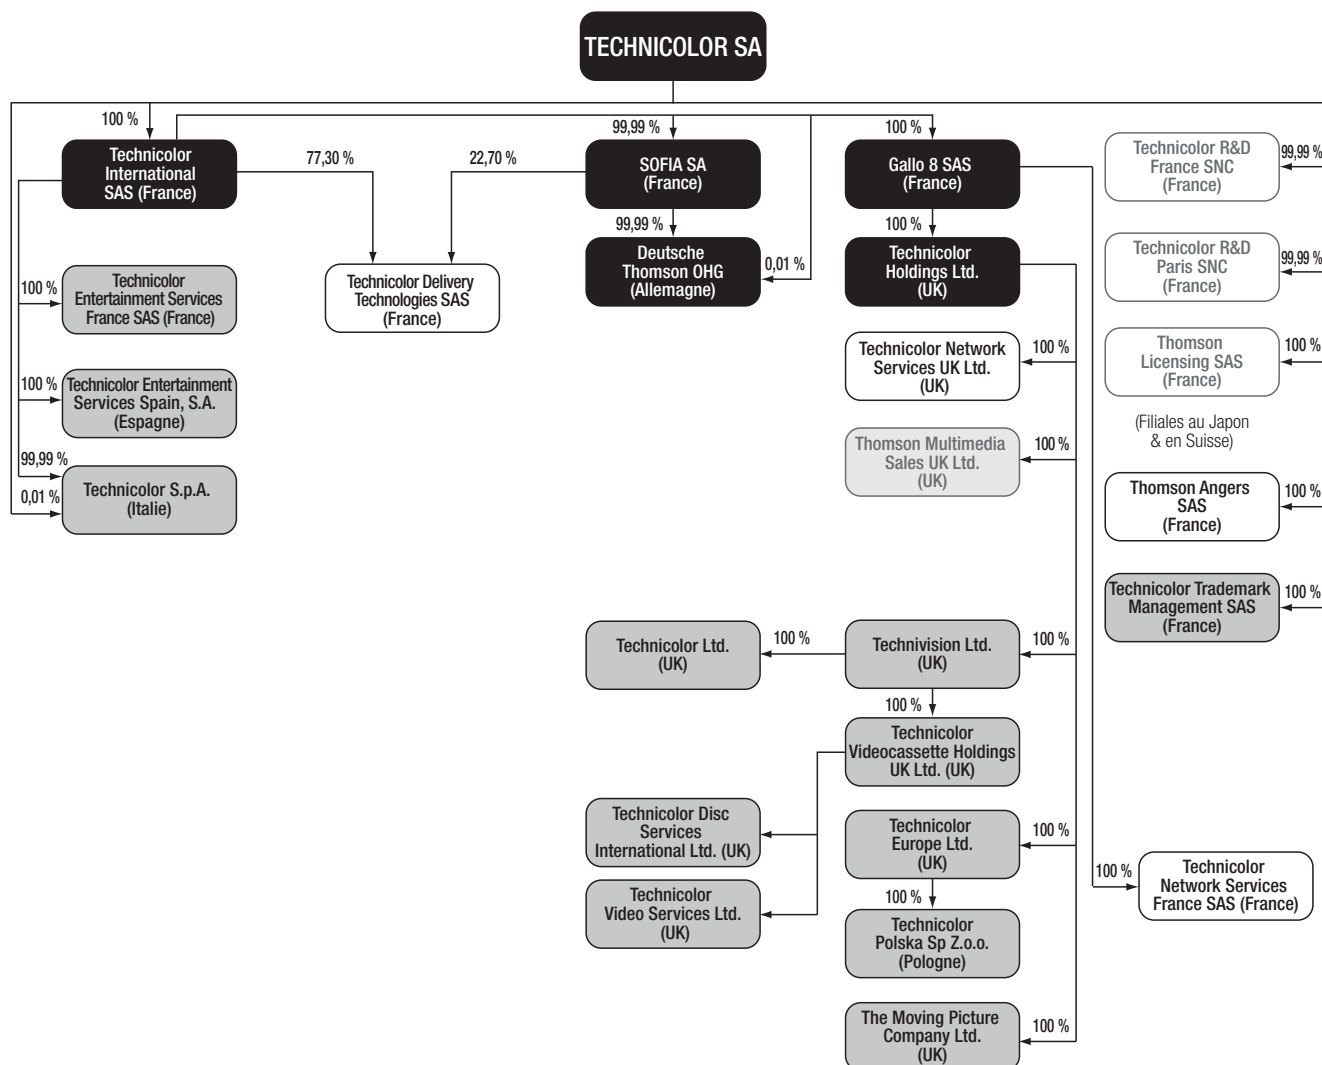 TECHNICOLOR SA
100 %
99,99 %
100 %
Technicolor
International
SAS (France)
77,30 %
22,70 %
SOFIA SA
(France)
Gallo 8 SAS
(France)
Technicolor R&D
France SNC
(France)
99,99 %
99,99 %
100 %
Technicolor
Entertainment Services
France SAS (France)
100 %
Technicolor Delivery
Technologies SAS
(France)
Deutsche
Thomson OHG
(Allemagne)
0,01 %
Technicolor
Holdings Ltd.
(UK)
Technicolor R&D
Paris SNC
(France)
99,99 %
Technicolor Network
Services UK Ltd.
(UK)
100 %
Thomson
Licensing SAS
(France)
100 %
(Filiales au Japon
& en Suisse)
100 %
Technicolor Entertainment
Services Spain, S.A.
(Espagne)
Thomson Multimedia
Sales UK Ltd.
(UK)
100 %
99,99 %
0,01 %
Technicolor S.p.A.
(Italie)
Thomson Angers
SAS
(France)
100 %
Technicolor Trademark
Management SAS
(France)
100 %
Technicolor Ltd.
(UK)
100 %
Technivision Ltd.
(UK)
100 %
100 %
Technicolor
Videocassette Holdings
UK Ltd. (UK)
Technicolor Disc
Services
International Ltd. (UK)
Technicolor
Europe Ltd.
(UK)
100 %
100 %
Technicolor
Network Services
France SAS (France)
Technicolor
Video Services Ltd.
(UK)
100 %
Technicolor
Polska Sp Z.o.o.
(Pologne)
The Moving Picture
Company Ltd.
(UK)
100 %